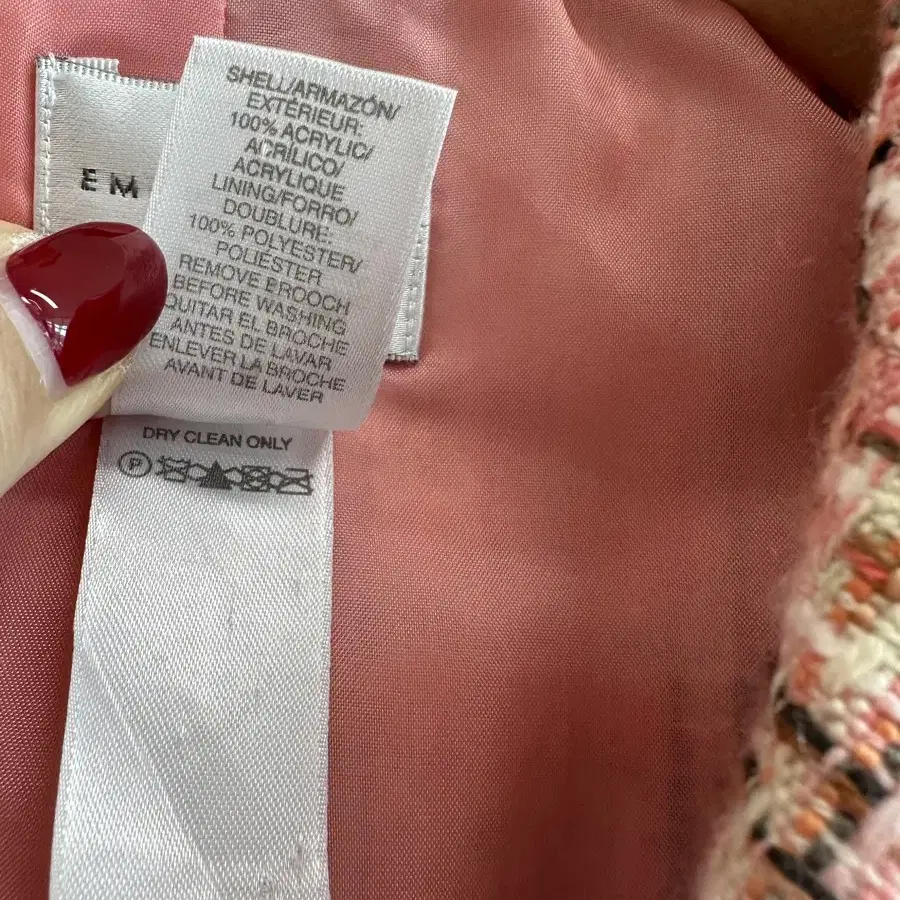 EM
SHELL/ARMAZÓN/
EXTÉRIEUR:
100% ACRYLIC/
ACRÍLICO/
ACRYLIQUE
LINING/FORRO/
DOUBLURE:
100% POLYESTER/
POLIÉSTER
REMOVE BROOCH
BEFORE WASHING
QUITAR EL BROCHE
ANTES DE LAVAR
ENLEVER LA BROCHE
AVANT DE LAVER
DRY CLEAN ONLY
P